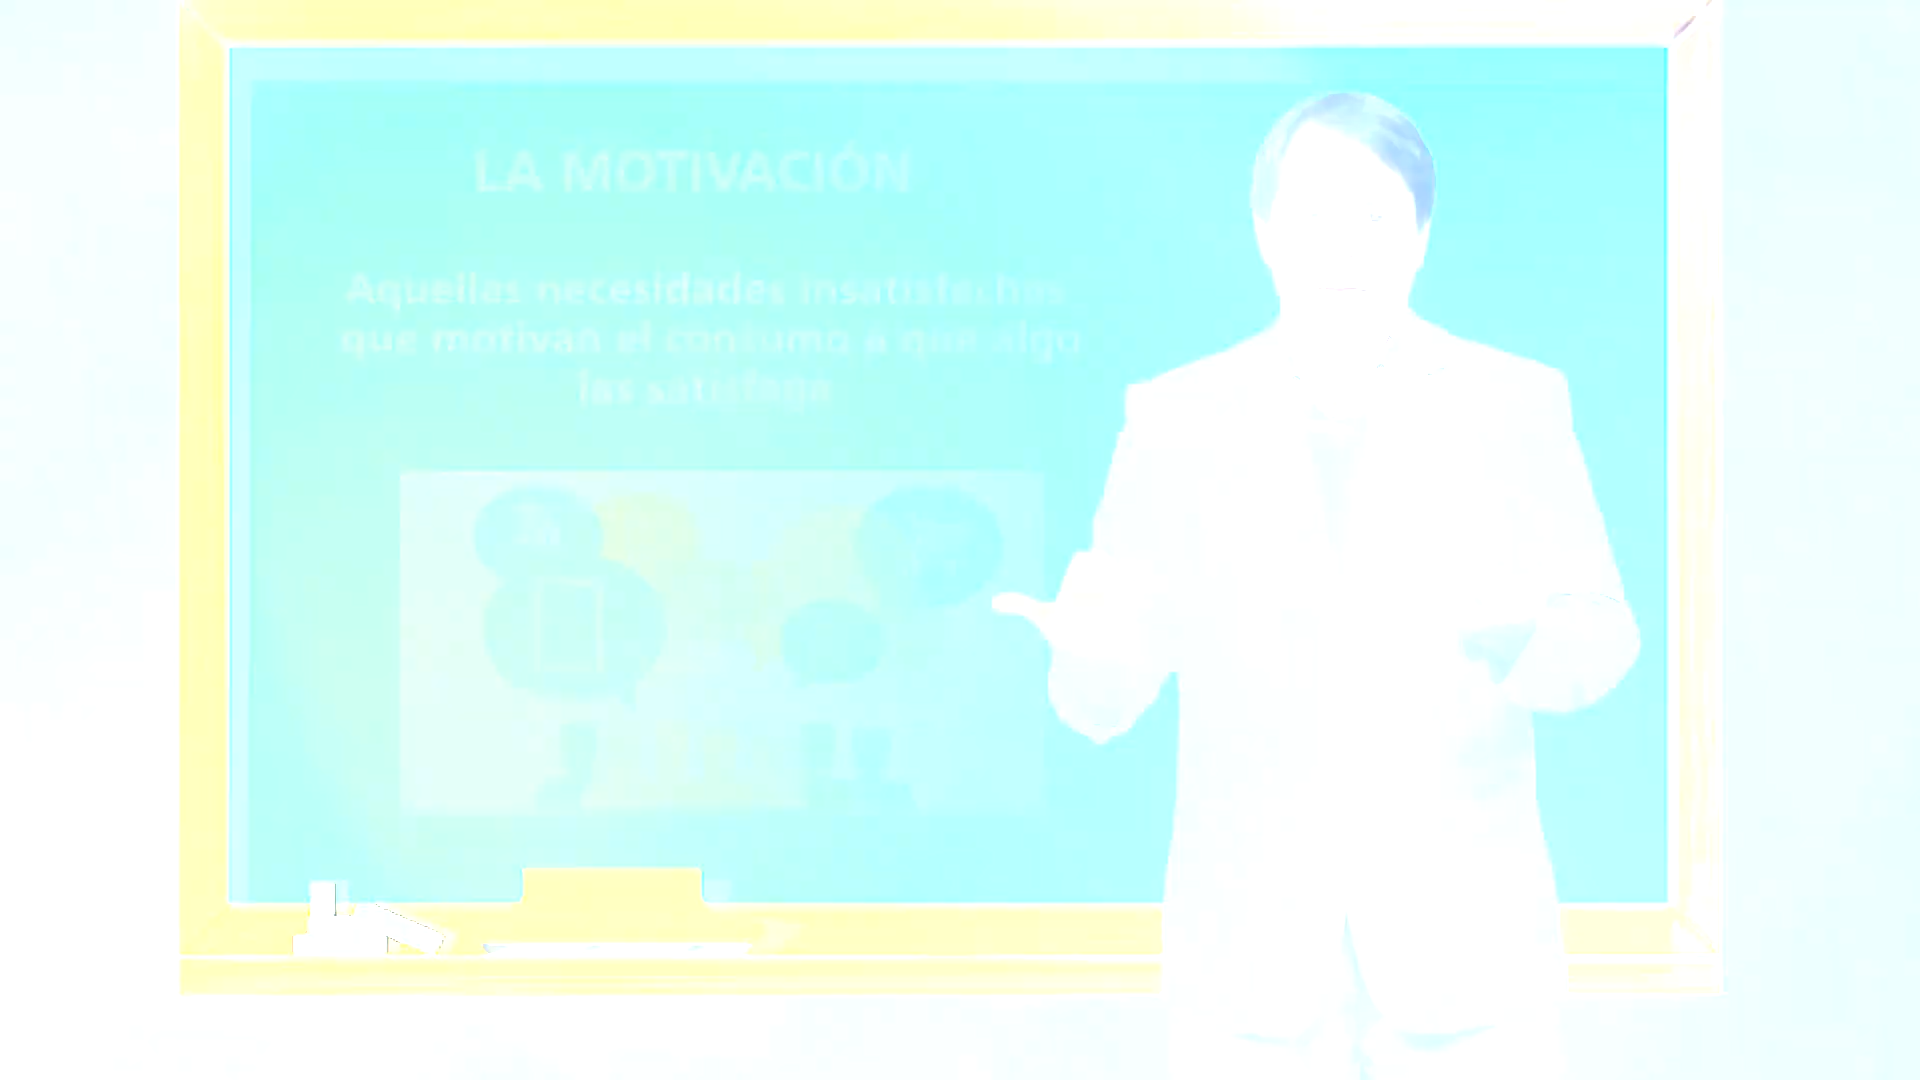 LA MOTIVACIÓN
Aquellas necesidades insatisfechas
que motivan el consumo a que algo
las satisfaga